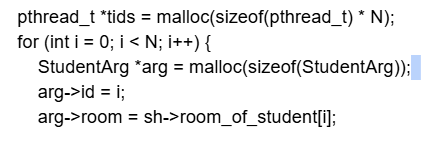 pthread_t *tids = malloc(sizeof(pthread_t) * N);
for (int i = 0; i < N; i++) {
StudentArg *arg = malloc(sizeof(StudentArg));
arg->id = i;
arg->room = sh->room_of_student[i];